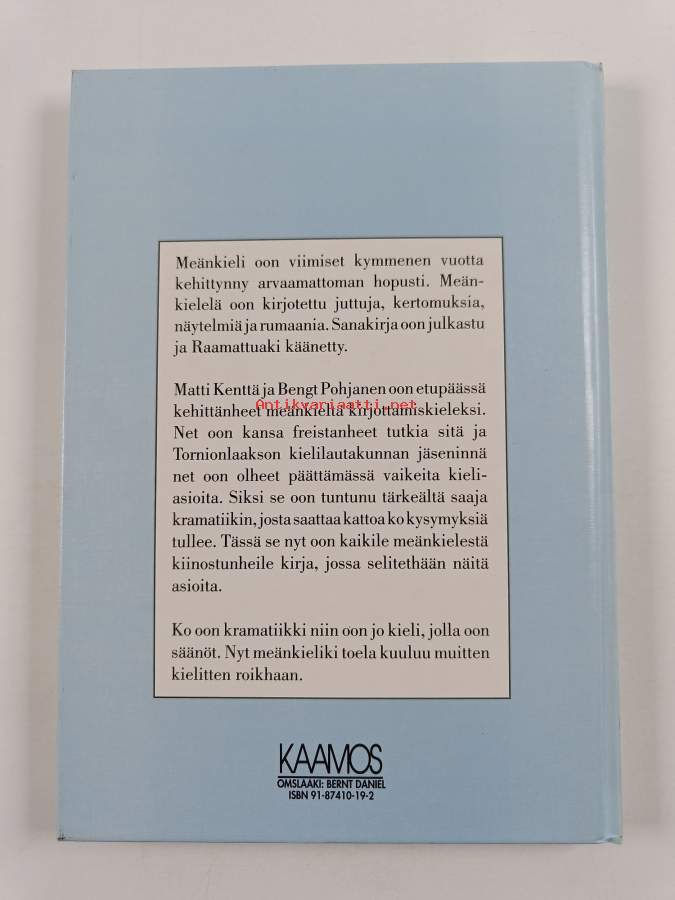 Meänkieli oon viimiset kymmenen vuotta
kehittynny arvaamattoman hopusti. Meän-
kielelä oon kirjotettu juttuja, kertomuksia,
näytelmiä ja rumaania. Sanakirja oon julkastu
ja Raamattuaki käänetty.
Matti Kenttä ja Bengt Pohjanen oon etupäässä
Antikvariaatti.net
kehittänheet meänkieltä kirjottamiskieleksi.
Net oon kansa freistanheet tutkia sitä ja
Tornionlaakson kielilautakunnan jäseninnä
net oon olheet päättämässä vaikeita kieli-
asioita. Siksi se oon tuntunu tärkeältä saaja
kramatiikin, josta saattaa kattoa ko kysymyksiä
tullee. Tässä se nyt oon kaikile meänkielestä
kiinostunheile kirja, jossa selitethään näitä
asioita.
Ko oon kramatiikki niin oon jo kieli, jolla oon
säänöt. Nyt meänkieliki toela kuuluu muitten
kielitten roikhaan.
KAAMOS
OMSLAAKI: BERNT DANIEL
ISBN 91-87410-19-2